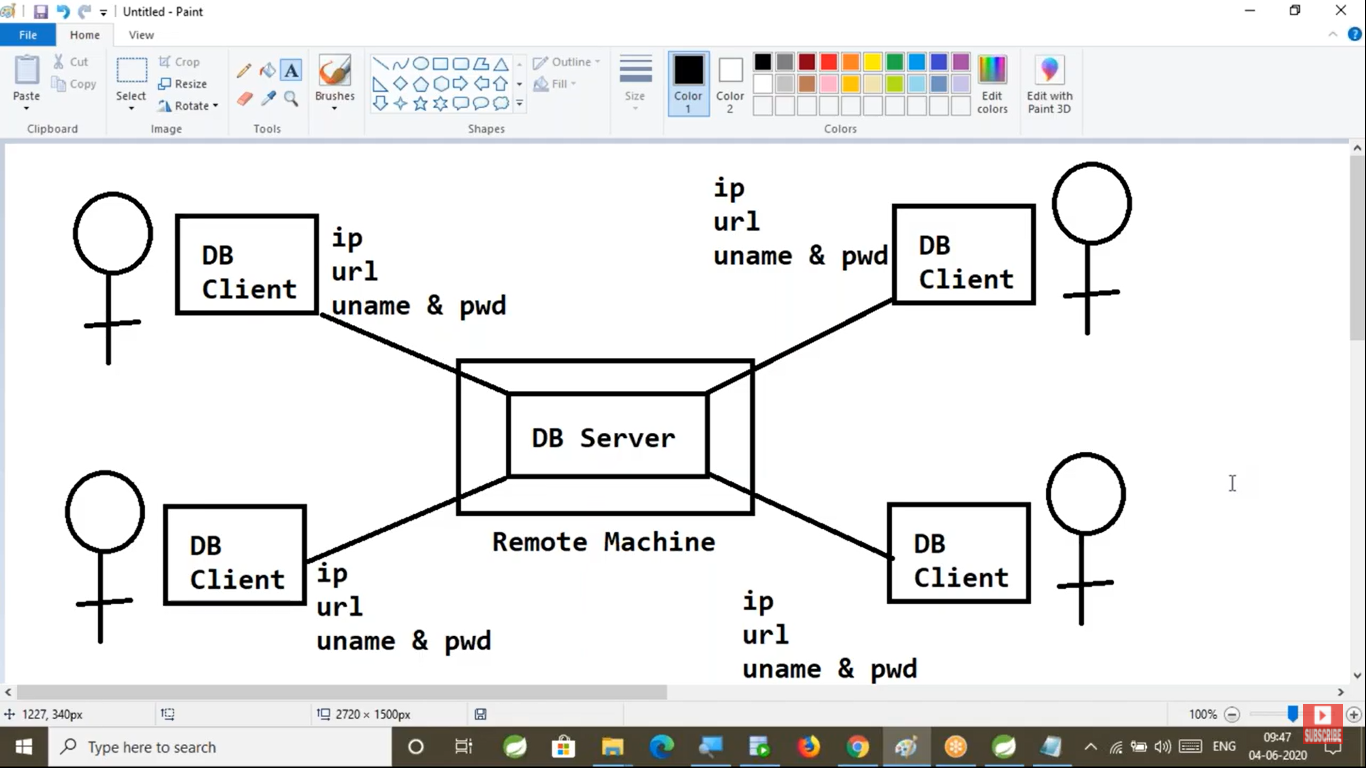 Untitled - Paint
File
Home
View
Paste
Cut
Copy
Clipboard
Select
Crop
Resize
Rotate
Image
A
Tools
Brushes
Outline
Fill
Shapes
Size
Color
1
Color
2
Edit
colors
Edit with
Paint 3D
Colors
DB
Client
ip
url
uname & pwd
ip
url
uname & pwd
DB
Client
DB Server
Remote Machine
DB
Client
ip
url
uname & pwd
DB
Client
ip
url
uname & pwd
1227, 340px
2720 × 1500px
100%
SUBSCRIBE
Type here to search
ENG
09:47
04-06-2020